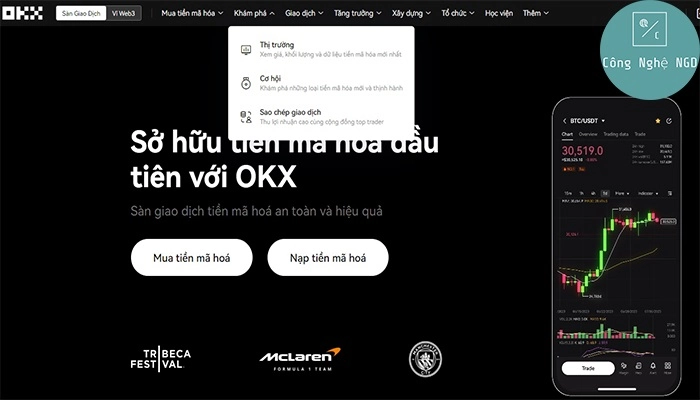 OKX
Sàn Giao Dịch
Ví Web3
Mua tiền mã hóa
Khám phá
Giao dịch
Tăng trưởng
Xây dựng
Tổ chức
Học viện
Thêm
Công Nghệ NGD
Thị trường
Xem giá, khối lượng và dữ liệu tiền mã hóa mới nhất
Cơ hội
Khám phá những loại tiền mã hóa mới và thịnh hành
Sao chép giao dịch
Thu lợi nhuận cao cùng cộng đồng top trader
Sở hữu tiền mã hóa đầu
tiên với OKX
Sàn giao dịch tiền mã hoá an toàn và hiệu quả
Mua tiền mã hoá
Nạp tiền mã hoá
TRIBECA
FESTIVAL
McLaren
FORMULA 1 TEAM
MANCHESTER
CITY
BTC/USDT
Chart Overview Trading data Trade
30,519.0
Trade